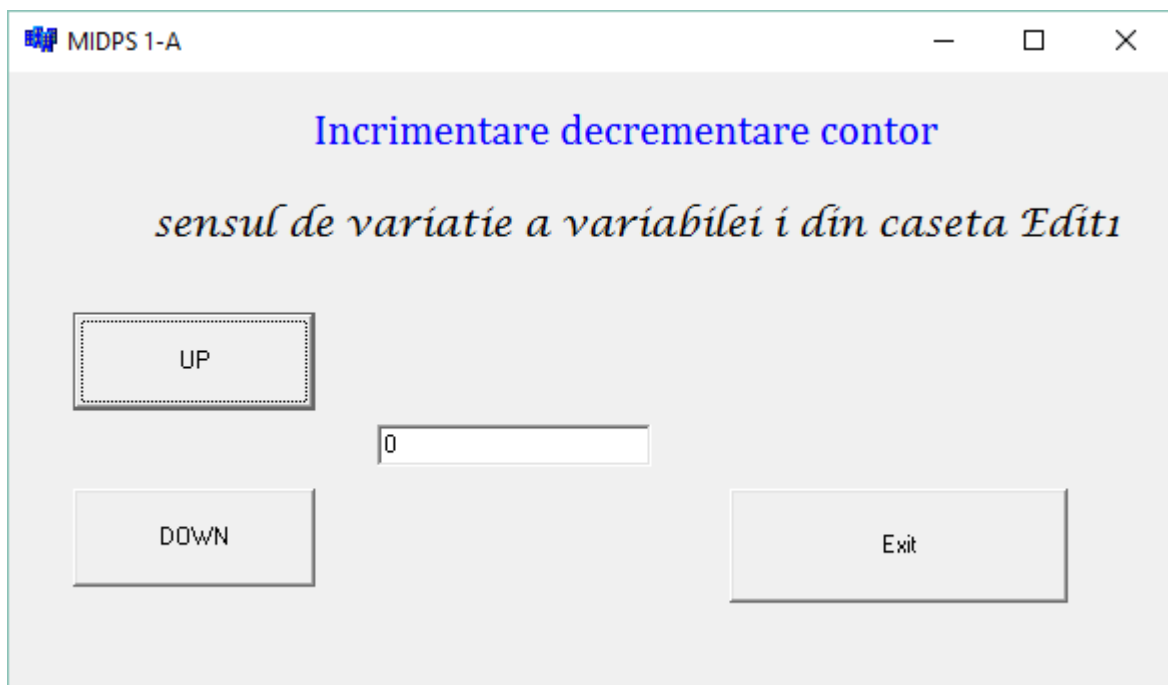 MIDPS 1-A
Incrimentare decrementare contor
sensul de variatie a variabilei i din caseta Edit1
UP
0
DOWN
Exit